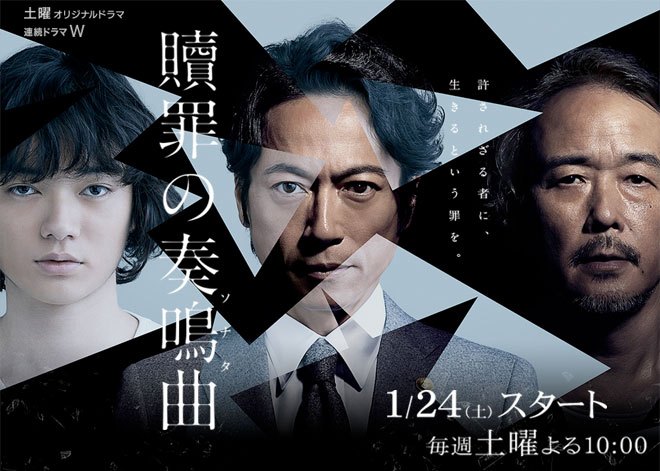 土曜 オリジナルドラマ
連続ドラマW
贖罪の奏鳴曲
ソナタ
許されざる者に、
生きるという罪を。
1/24(土)スタート
毎週土曜よる10:00